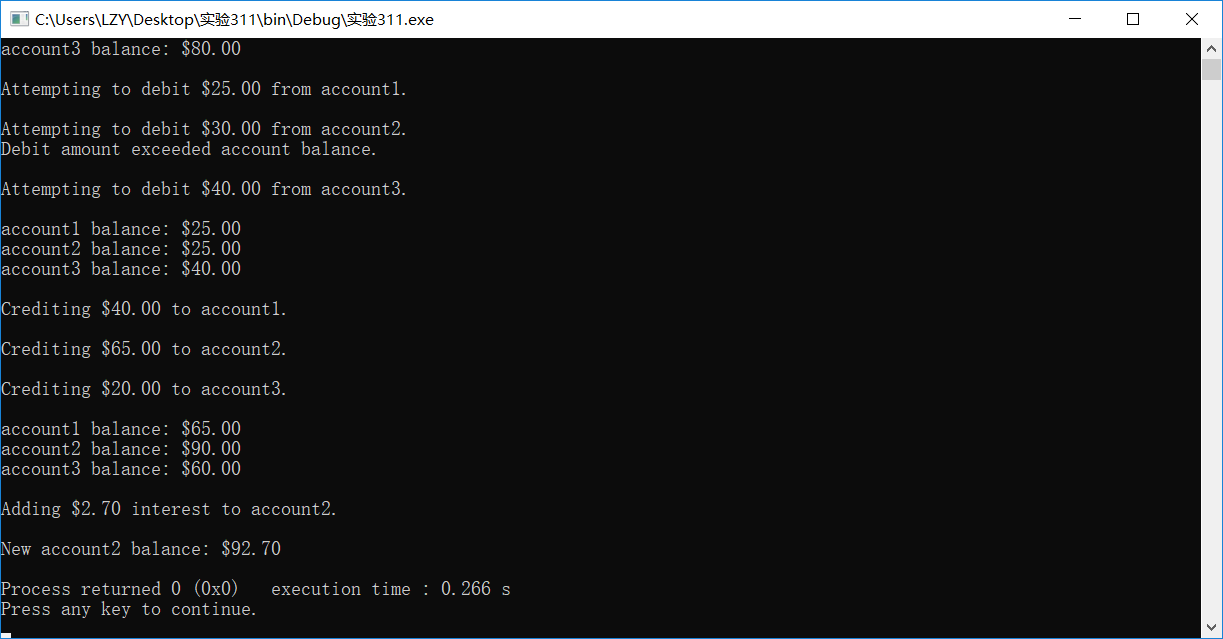 C:\Users\LZY\Desktop\实验311\bin\Debug\实验311.exe
account3 balance: $80.00
Attempting to debit $25.00 from account1.
Attempting to debit $30.00 from account2.
Debit amount exceeded account balance.
Attempting to debit $40.00 from account3.
account1 balance: $25.00
account2 balance: $25.00
account3 balance: $40.00
Crediting $40.00 to account1.
Crediting $65.00 to account2.
Crediting $20.00 to account3.
account1 balance: $65.00
account2 balance: $90.00
account3 balance: $60.00
Adding $2.70 interest to account2.
New account2 balance: $92.70
Process returned 0 (0x0)   execution time : 0.266 s
Press any key to continue.